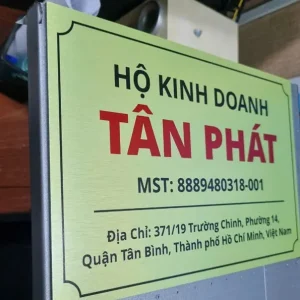 HỘ KINH DOANH
TÂN PHÁT
MST: 8889480318-001
Địa Chỉ: 371/19 Trường Chinh, Phường 14,
Quận Tân Bình, Thành phố Hồ Chí Minh, Việt Nam